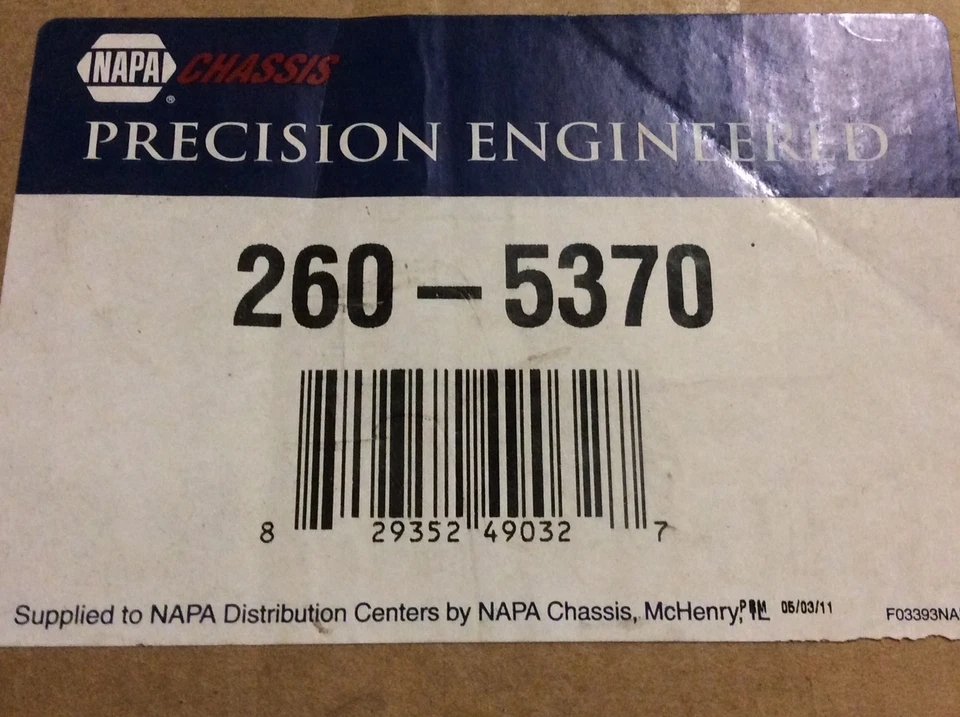 NAPA CHASSIS
®
PRECISION ENGINEERED
260-5370
8 29352 49032 7
Supplied to NAPA Distribution Centers by NAPA Chassis, McHenry, IL 05/03/11 F03393NA